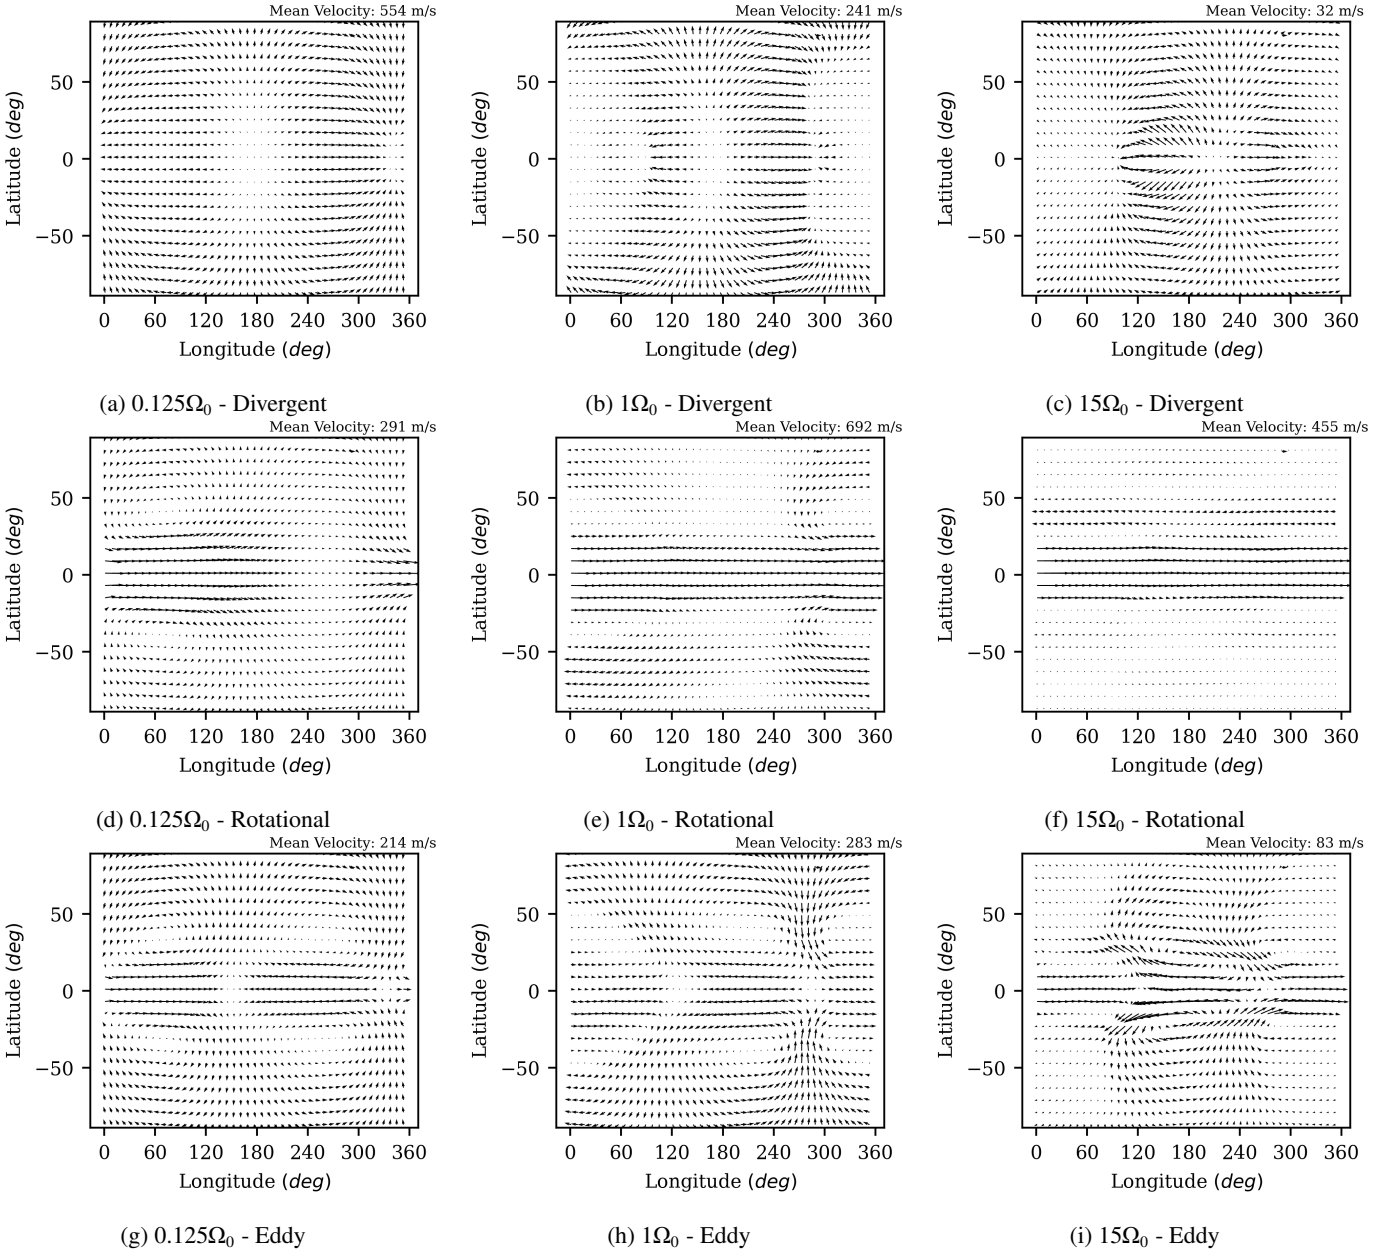 Mean Velocity: 554 m/s
Latitude (deg)
50
0
−50
0 60 120 180 240 300 360
Longitude (deg)
(a) 0.125Ω₀ - Divergent
Mean Velocity: 241 m/s
Latitude (deg)
50
0
−50
0 60 120 180 240 300 360
Longitude (deg)
(b) 1Ω₀ - Divergent
Mean Velocity: 32 m/s
Latitude (deg)
50
0
−50
0 60 120 180 240 300 360
Longitude (deg)
(c) 15Ω₀ - Divergent
Mean Velocity: 291 m/s
Latitude (deg)
50
0
−50
0 60 120 180 240 300 360
Longitude (deg)
(d) 0.125Ω₀ - Rotational
Mean Velocity: 692 m/s
Latitude (deg)
50
0
−50
0 60 120 180 240 300 360
Longitude (deg)
(e) 1Ω₀ - Rotational
Mean Velocity: 455 m/s
Latitude (deg)
50
0
−50
0 60 120 180 240 300 360
Longitude (deg)
(f) 15Ω₀ - Rotational
Mean Velocity: 214 m/s
Latitude (deg)
50
0
−50
0 60 120 180 240 300 360
Longitude (deg)
(g) 0.125Ω₀ - Eddy
Mean Velocity: 283 m/s
Latitude (deg)
50
0
−50
0 60 120 180 240 300 360
Longitude (deg)
(h) 1Ω₀ - Eddy
Mean Velocity: 83 m/s
Latitude (deg)
50
0
−50
0 60 120 180 240 300 360
Longitude (deg)
(i) 15Ω₀ - Eddy